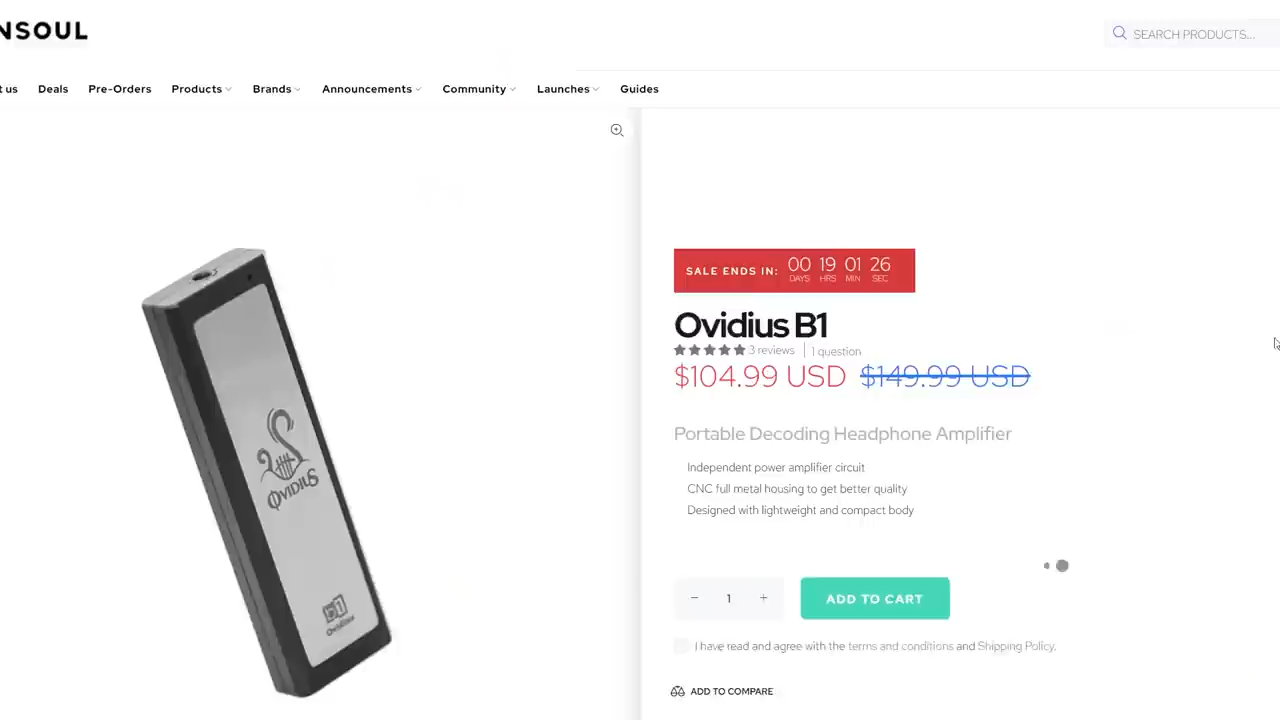 NSOUL
SEARCH PRODUCTS...
t us Deals Pre-Orders Products Brands Announcements Community Launches Guides
SALE ENDS IN: 00 19 01 26
DAYS HRS MIN SEC
Ovidius B1
3 reviews 1 question
$104.99 USD $149.99 USD
Portable Decoding Headphone Amplifier
Independent power amplifier circuit
CNC full metal housing to get better quality
Designed with lightweight and compact body
− 1 + ADD TO CART
I have read and agree with the terms and conditions and Shipping Policy.
ADD TO COMPARE
OVIDIUS
b1